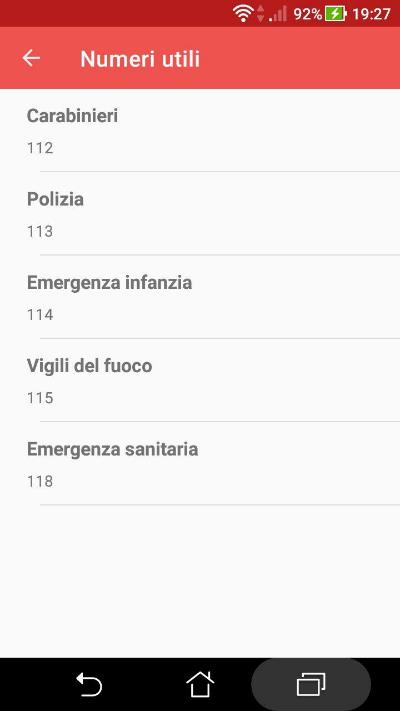 92% 19:27
Numeri utili
Carabinieri
112
Polizia
113
Emergenza infanzia
114
Vigili del fuoco
115
Emergenza sanitaria
118